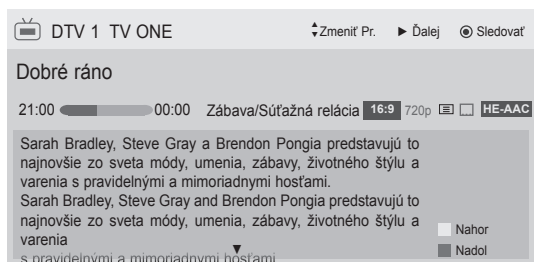 DTV 1 TV ONE
Zmeniť Pr. Ďalej Sledovať
Dobré ráno
21:00 00:00 Zábava/Súťažná relácia 16:9 720p HE-AAC
Sarah Bradley, Steve Gray a Brendon Pongia predstavujú to
najnovšie zo sveta módy, umenia, zábavy, životného štýlu a
varenia s pravidelnými a mimoriadnymi hosťami.
Sarah Bradley, Steve Gray and Brendon Pongia predstavujú to
najnovšie zo sveta módy, umenia, zábavy, životného štýlu a
varenia
s pravidelnými a mimoriadnymi hosťami
Nahor
Nadol